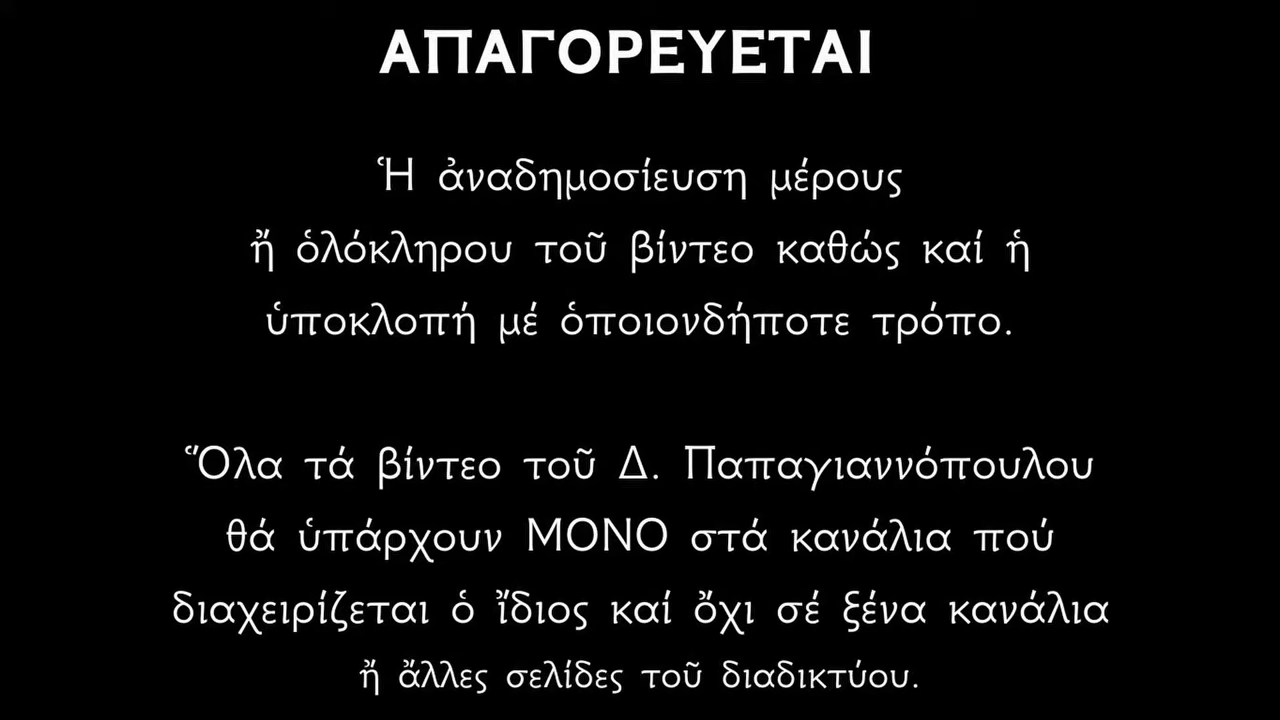 ΑΠΑΓΟΡΕΥΕΤΑΙ
Ἡ ἀναδημοσίευση μέρους
ἤ ὁλόκληρου τοῦ βίντεο καθώς καί ἡ
ὑποκλοπή μέ ὁποιονδήποτε τρόπο.
Ὅλα τά βίντεο τοῦ Δ. Παπαγιαννόπουλου
θά ὑπάρχουν ΜΟΝΟ στά κανάλια πού
διαχειρίζεται ὁ ἴδιος καί ὄχι σέ ξένα κανάλια
ἤ ἄλλες σελίδες τοῦ διαδικτύου.